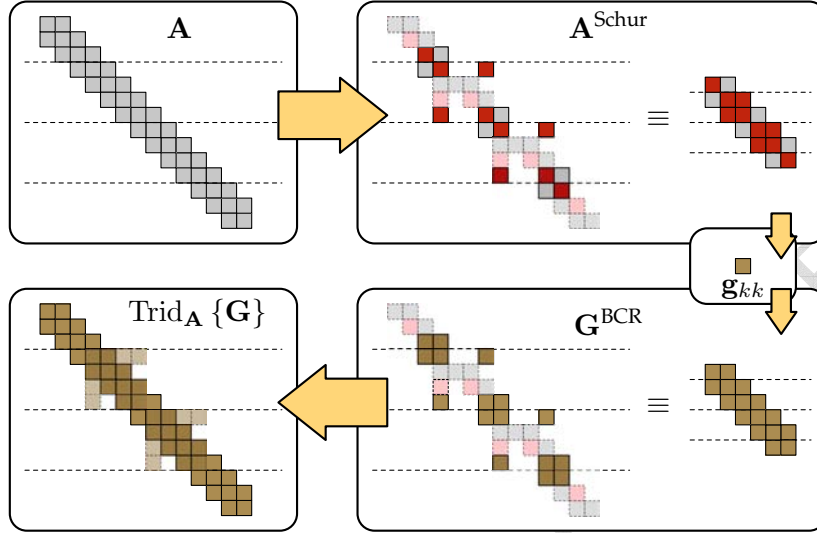 A
A^Schur
≡
g_kk
Trid_A {G}
G^BCR
≡